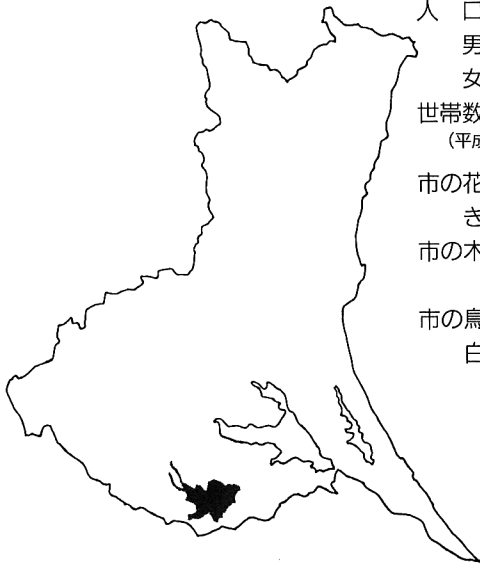 人 口
男
女
世帯数
(平成
市の花
き
市の木
市の鳥
白